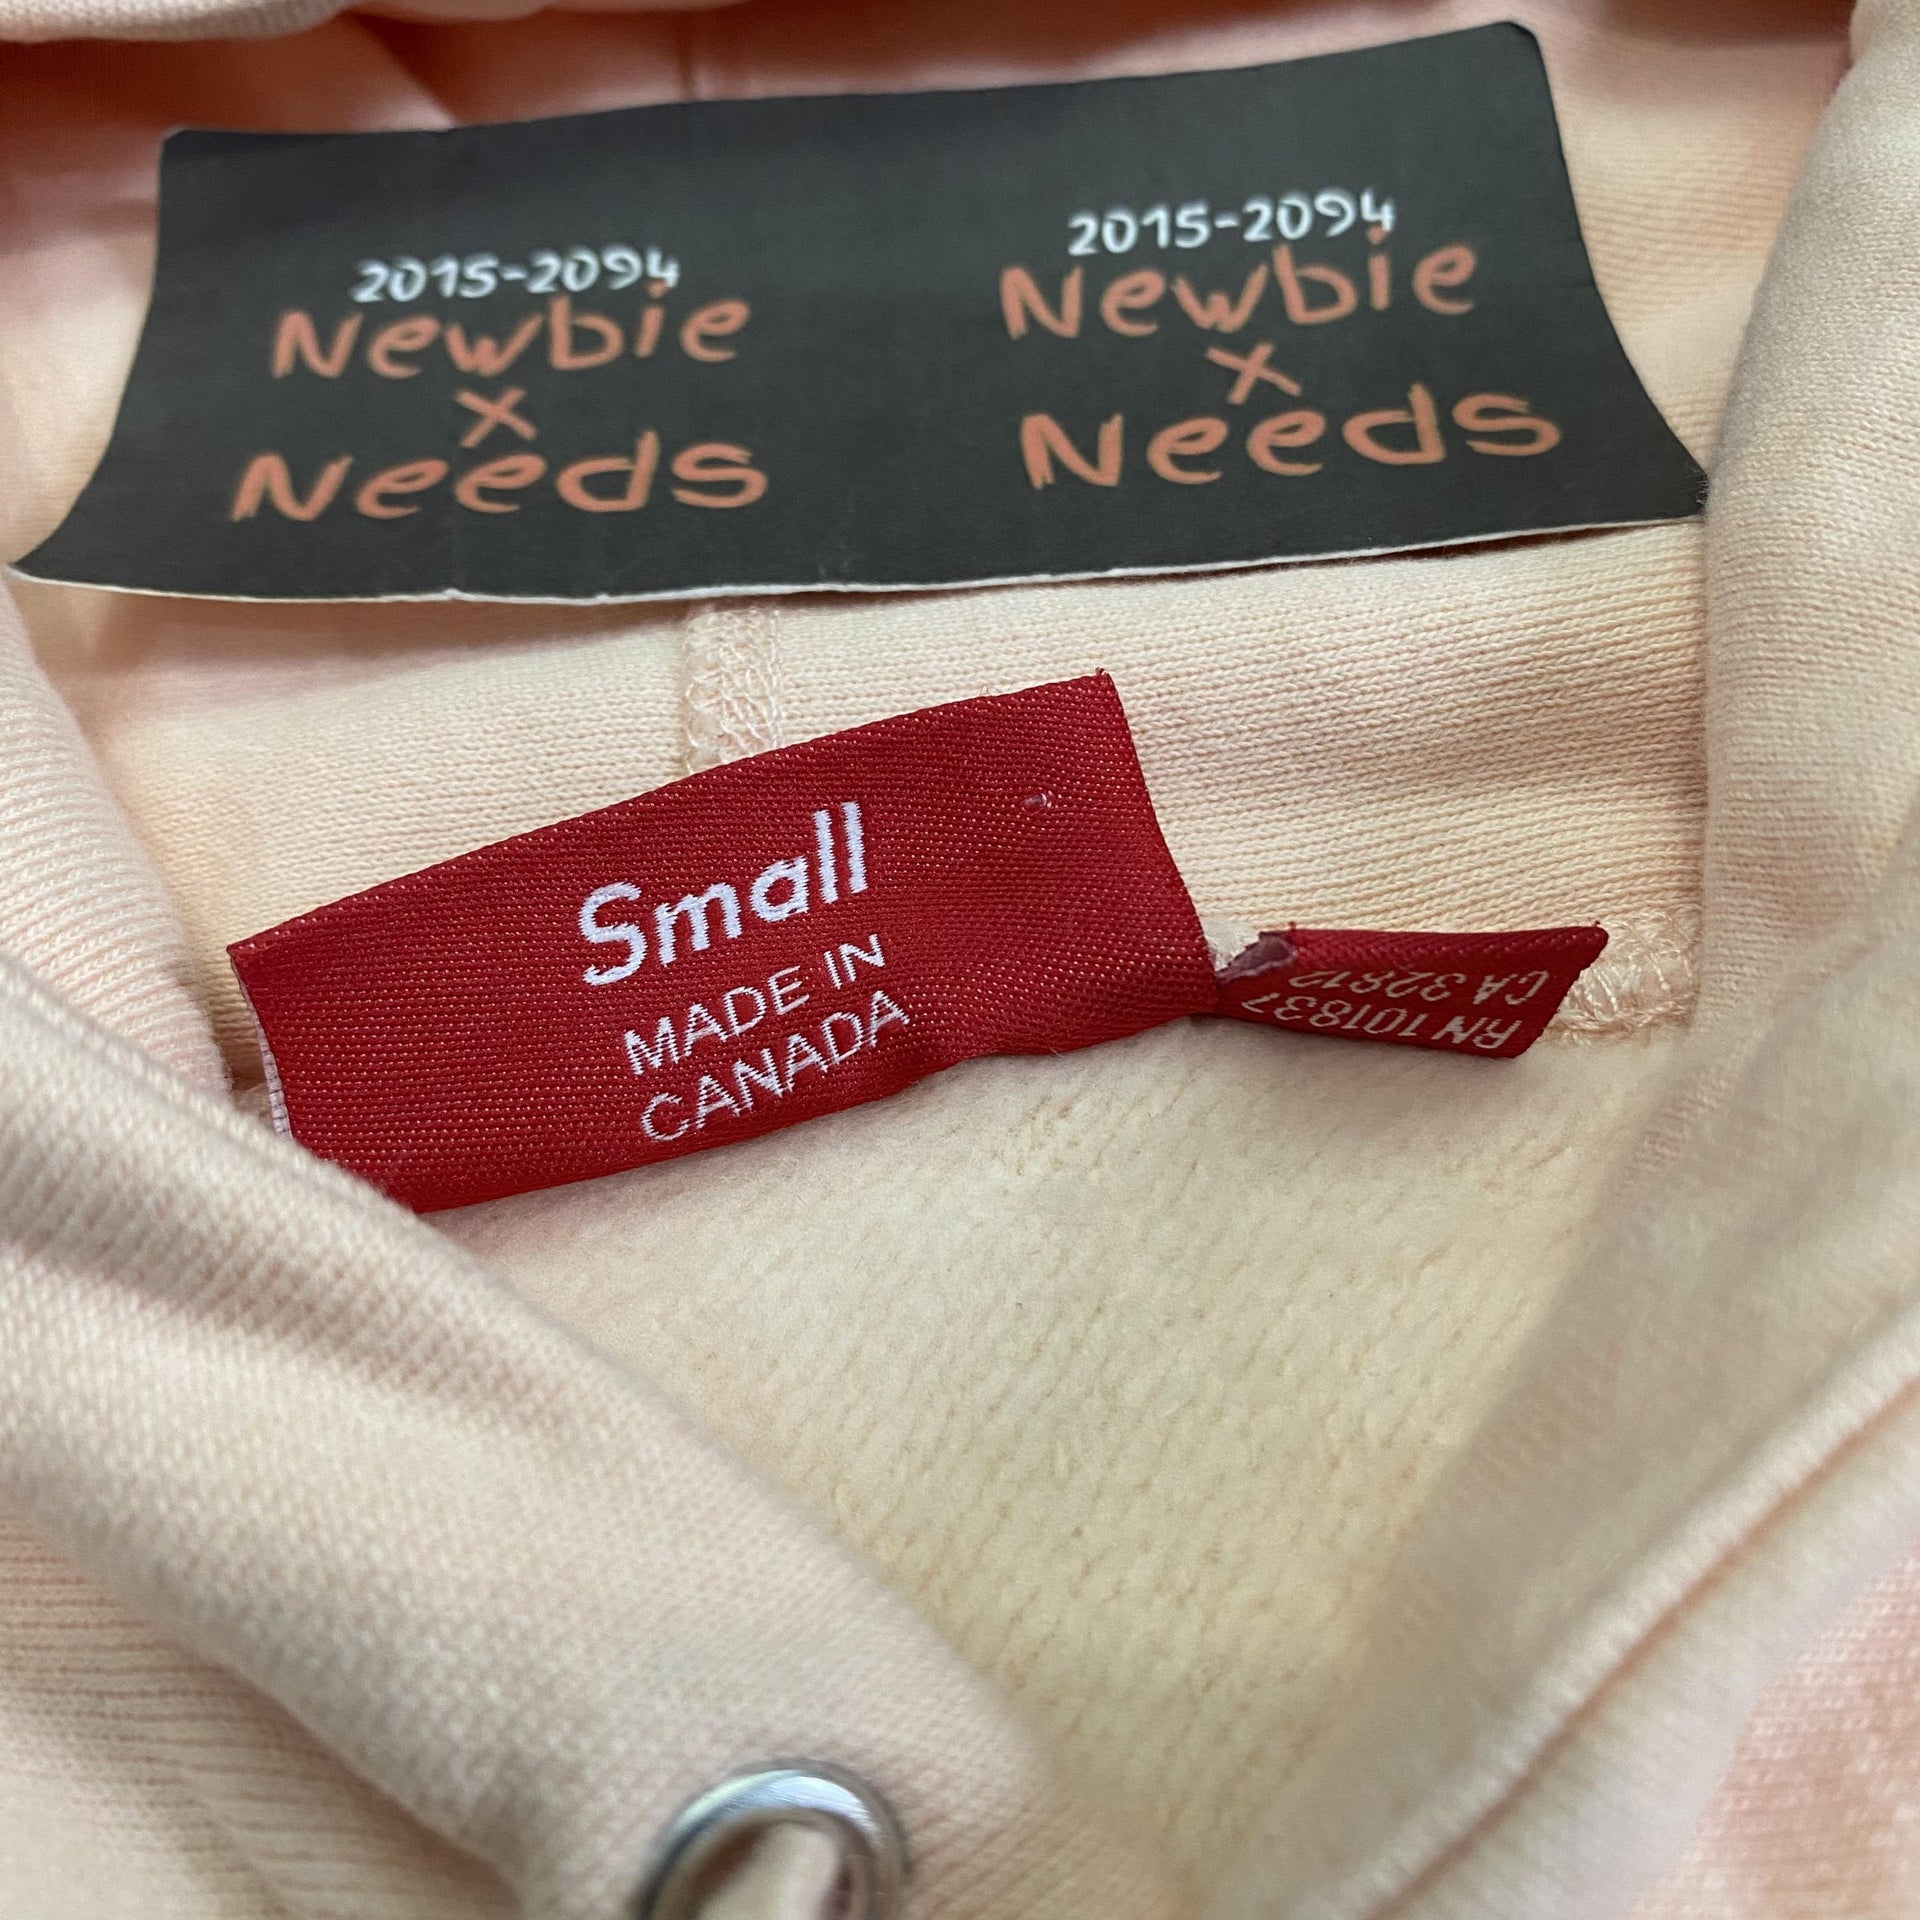 2015-2094
Newbie
x
Needs
2015-2094
Newbie
x
Needs
Small
MADE IN
CANADA
RN 101837
CA 32812